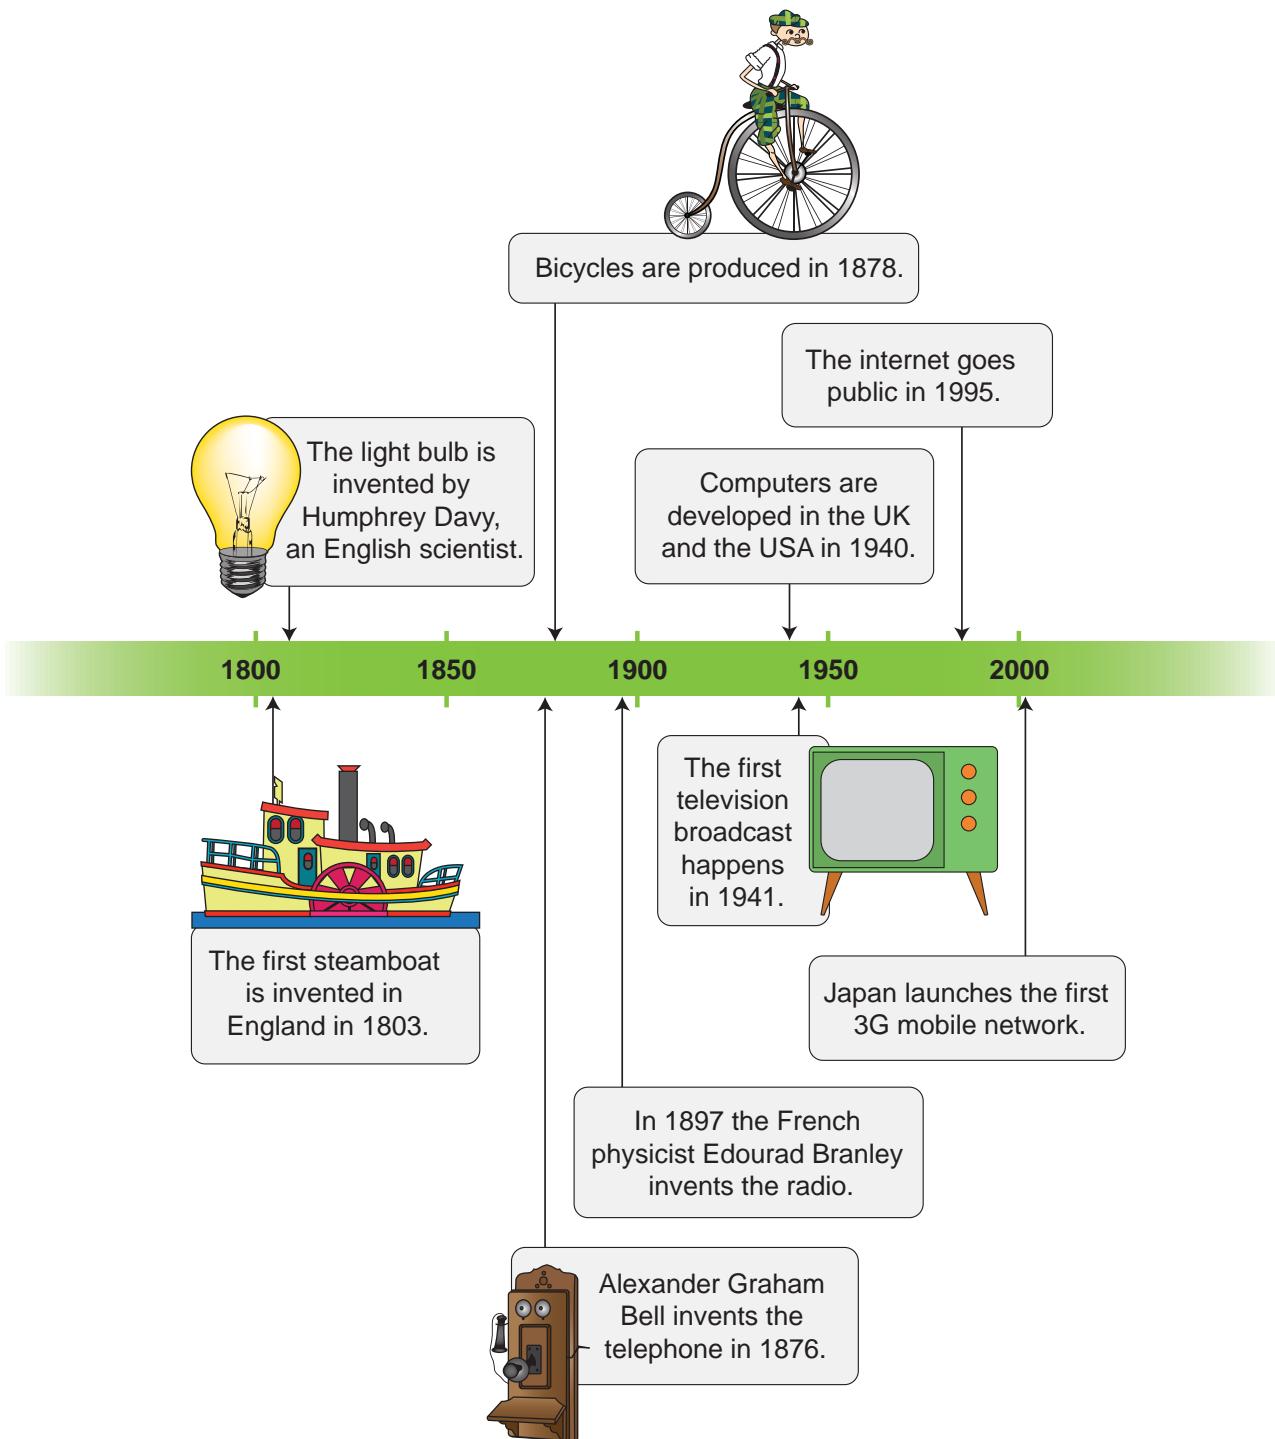 Bicycles are produced in 1878.
The internet goes
public in 1995.
The light bulb is
invented by
Humphrey Davy,
an English scientist.
Computers are
developed in the UK
and the USA in 1940.
1800
1850
1900
1950
2000
The first
television
broadcast
happens
in 1941.
The first steamboat
is invented in
England in 1803.
Japan launches the first
3G mobile network.
In 1897 the French
physicist Edourad Branley
invents the radio.
Alexander Graham
Bell invents the
telephone in 1876.